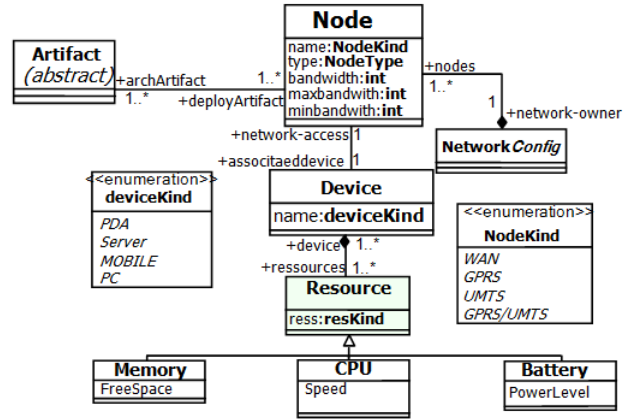 Node
name:NodeKind
type:NodeType
bandwidth:int
maxbandwith:int
minbandwith:int
Artifact
(abstract)
+archArtifact
1..*
1..*
+deployArtifact
+nodes
1..*
1
+network-owner
NetworkConfig
+network-access
1
+associtaeddevice
1
Device
name:deviceKind
<<enumeration>>
deviceKind
PDA
Server
MOBILE
PC
<<enumeration>>
NodeKind
WAN
GPRS
UMTS
GPRS/UMTS
+device
1..*
+ressources
1..*
Resource
ress:resKind
Memory
FreeSpace
CPU
Speed
Battery
PowerLevel